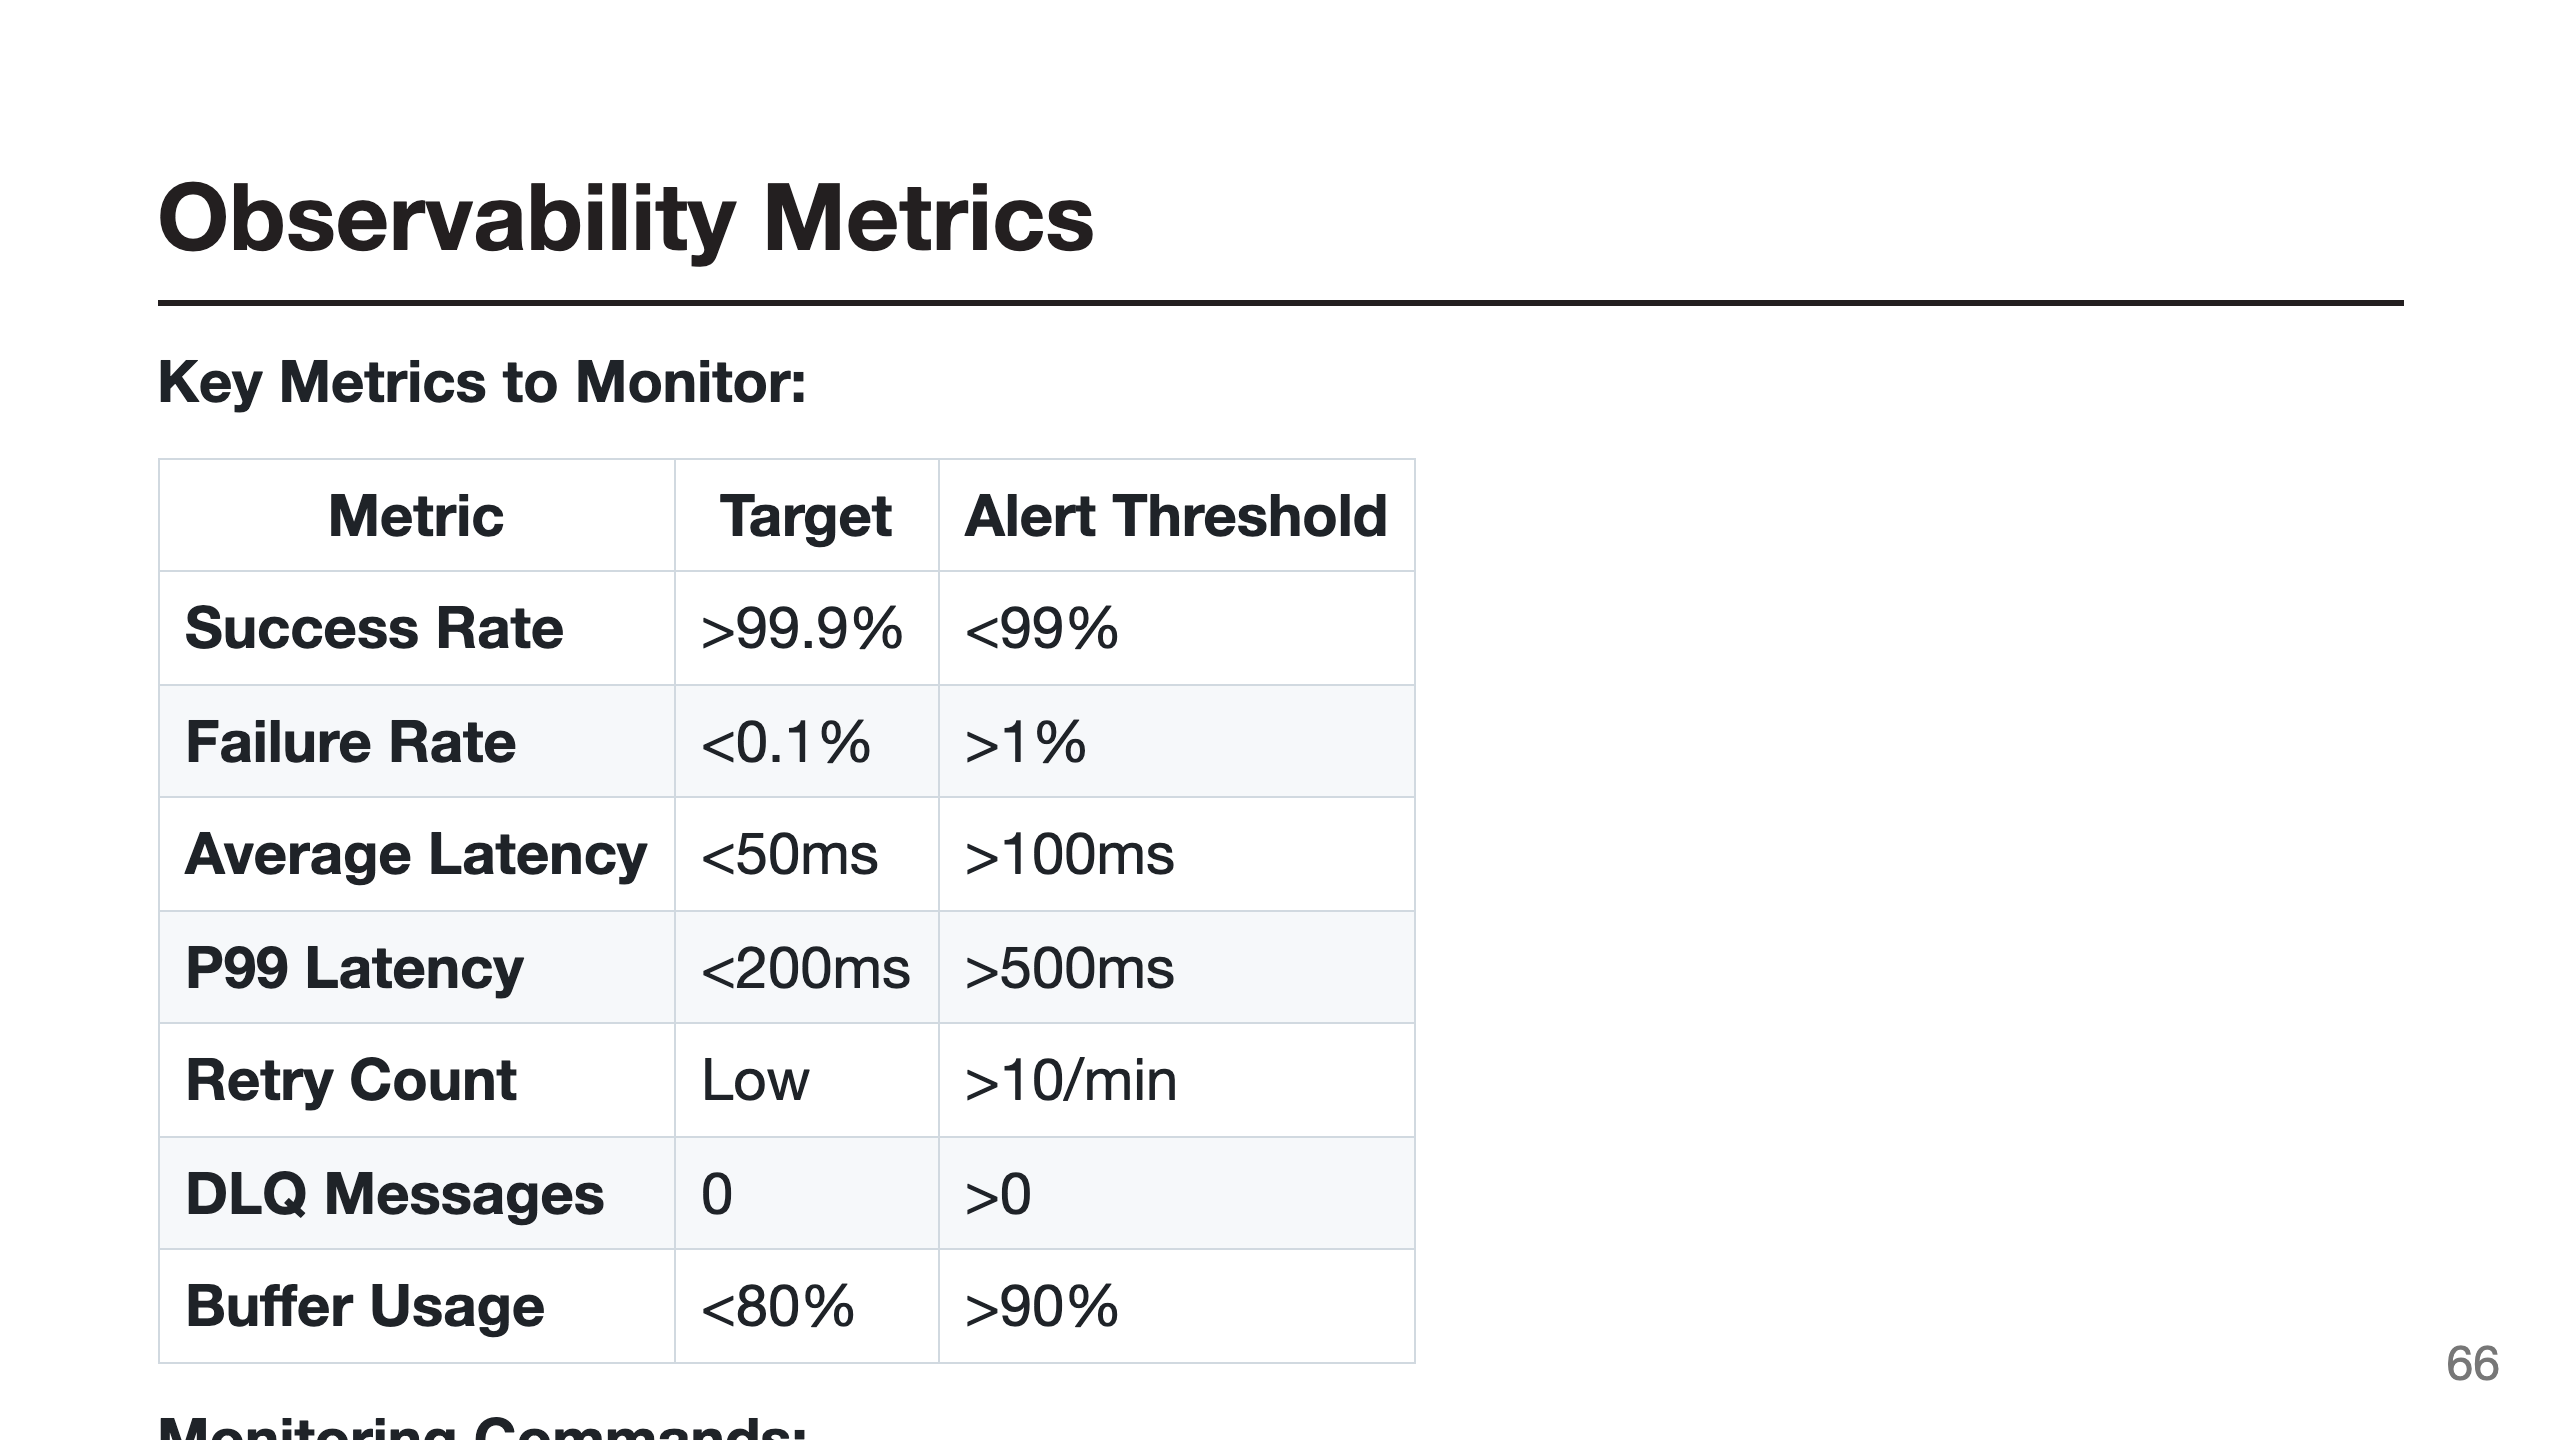 Observability Metrics
Key Metrics to Monitor:
Metric Target Alert Threshold
Success Rate >99.9% <99%
Failure Rate <0.1% >1%
Average Latency <50ms >100ms
P99 Latency <200ms >500ms
Retry Count Low >10/min
DLQ Messages 0 >0
Buffer Usage <80% >90%
66
Monitoring Commands: